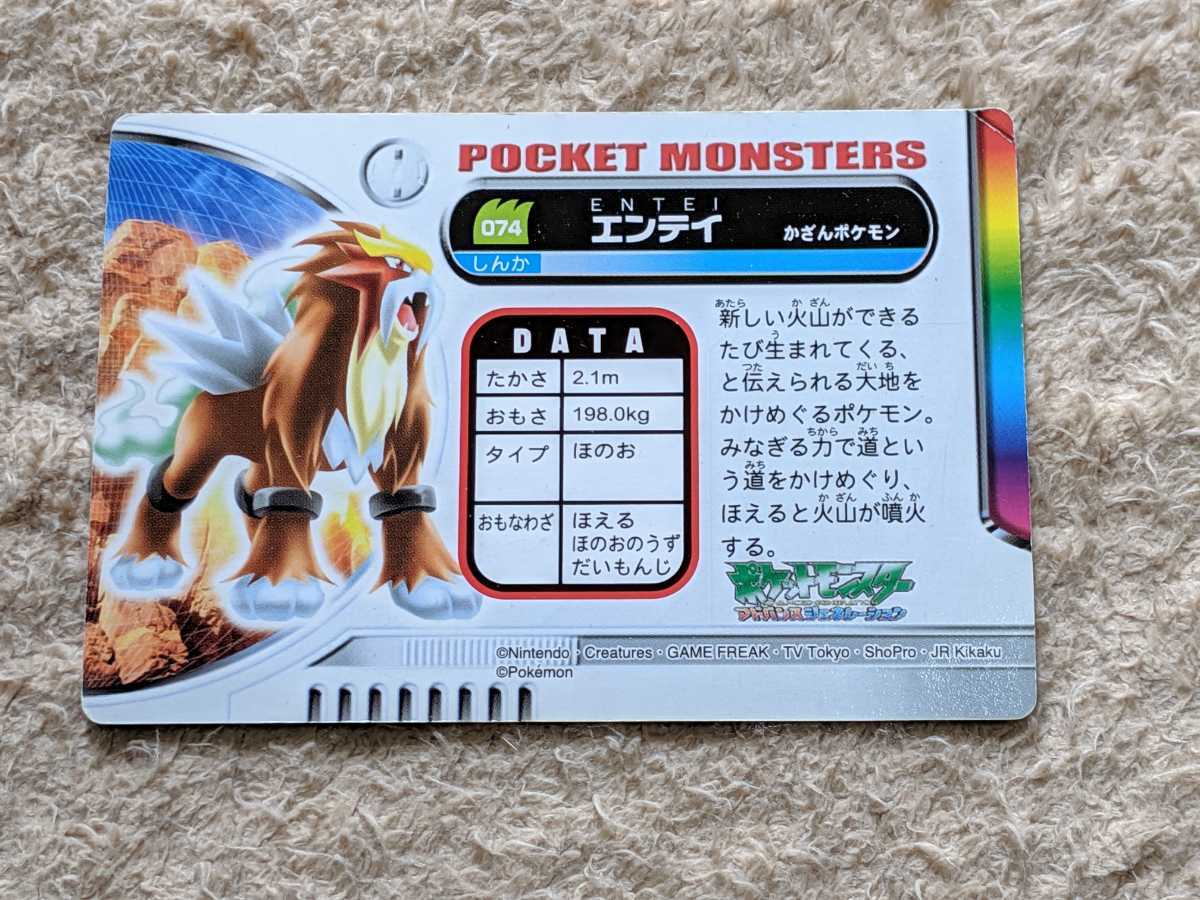 POCKET MONSTERS
074
ENTEI
エンテイ
かざんポケモン
しんか
DATA
たかさ 2.1m
おもさ 198.0kg
タイプ ほのお
おもなわざ ほえる
ほのおのうず
だいもんじ
新しい火山ができる
たび生まれてくる、
と伝えられる大地を
かけめぐるポケモン。
みなぎる力で道とい
う道をかけめぐり、
ほえると火山が噴火
する。
ポケットモンスター
アドバンスジェネレーション
©Nintendo・Creatures・GAME FREAK・TV Tokyo・ShoPro・JR Kikaku
©Pokémon